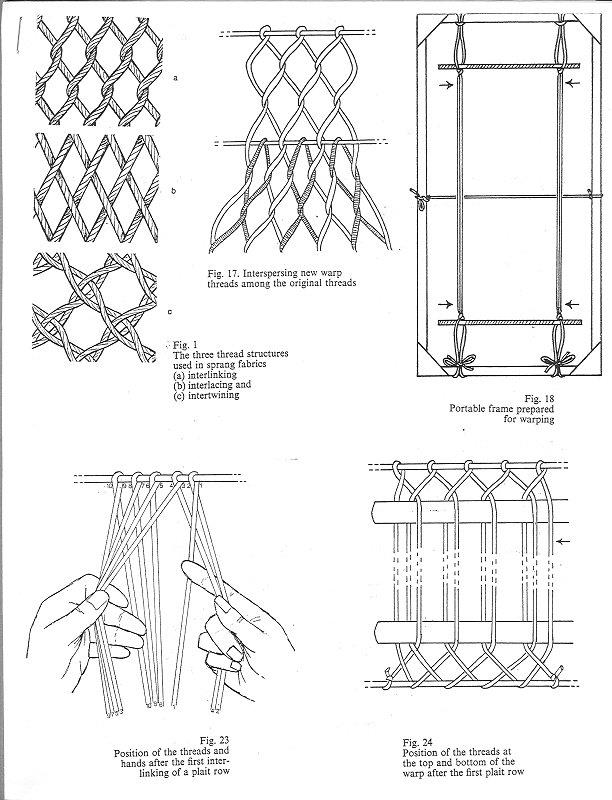 a
b
c
Fig. 1
The three thread structures
used in sprang fabrics
(a) interlinking
(b) interlacing and
(c) intertwining
Fig. 17. Interspersing new warp
threads among the original threads
Fig. 18
Portable frame prepared
for warping
Fig. 23
Position of the threads and
hands after the first inter-
linking of a plait row
Fig. 24
Position of the threads at
the top and bottom of the
warp after the first plait row